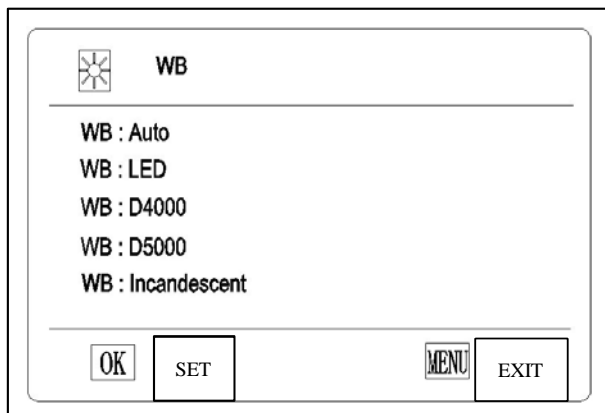 WB
WB : Auto
WB : LED
WB : D4000
WB : D5000
WB : Incandescent
OK SET MENU EXIT